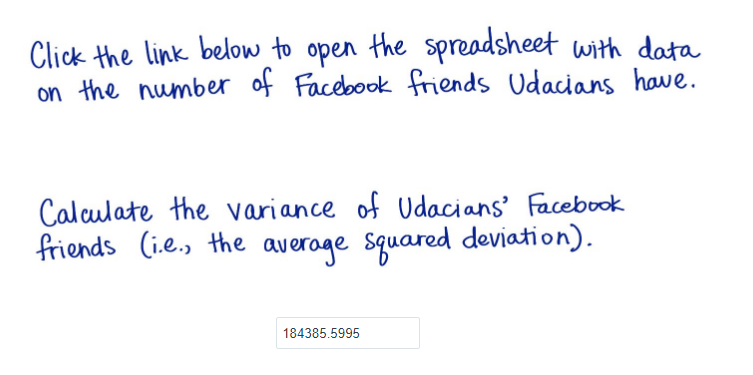 Click the link below to open the spreadsheet with data
on the number of Facebook friends Udacians have.
Calculate the variance of Udacians' Facebook
friends (i.e., the average squared deviation).
184385.5995